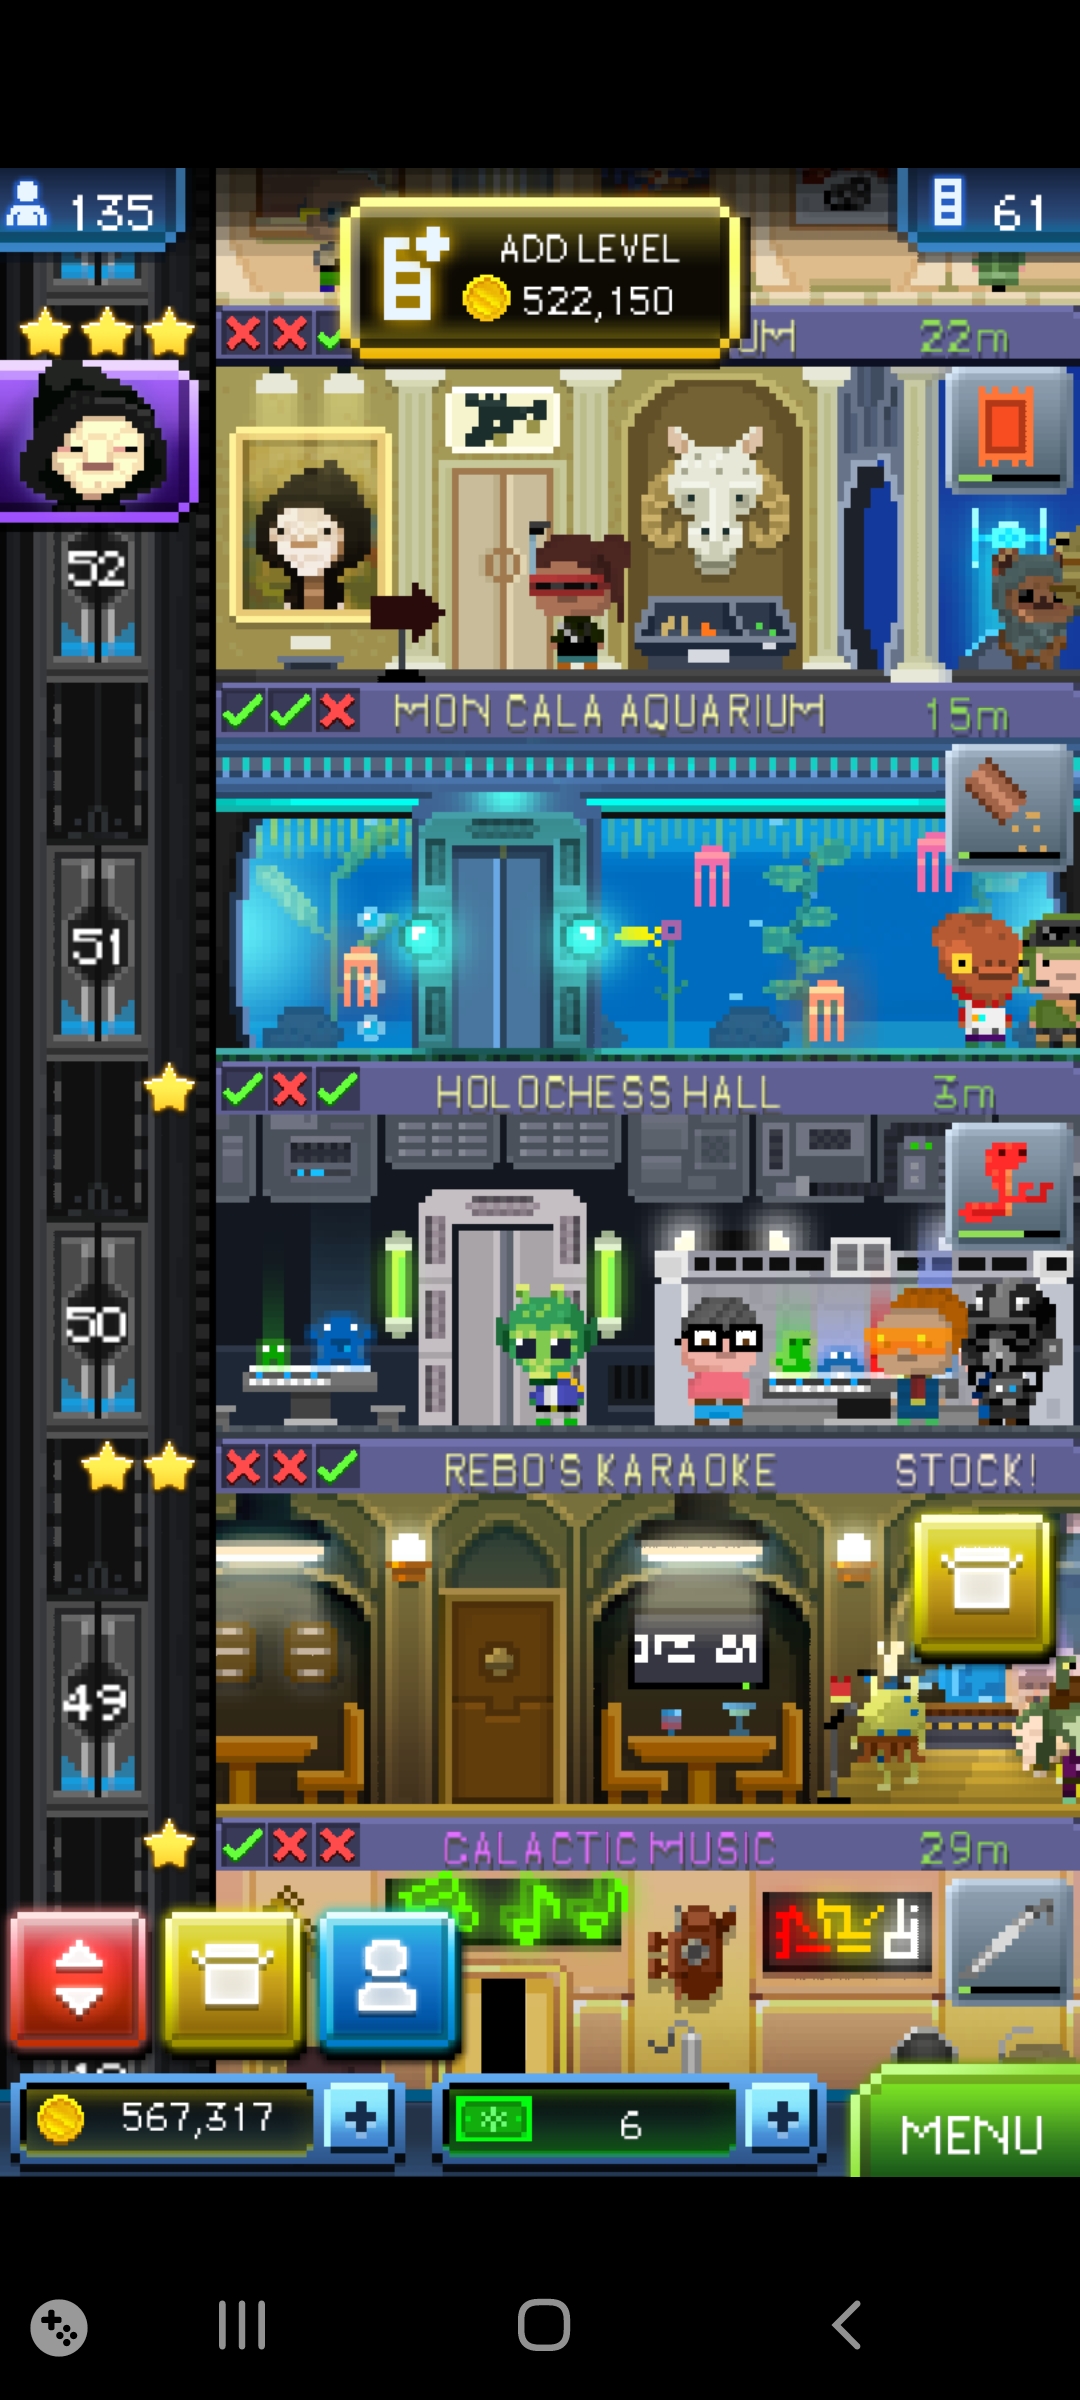 135
ADD LEVEL
522,150
61
UM
22m
52
MON CALA AQUARIUM
15m
51
HOLOCHESS HALL
3m
50
REBO'S KARAOKE
STOCK!
49
GALACTIC MUSIC
29m
567,317
6
MENU